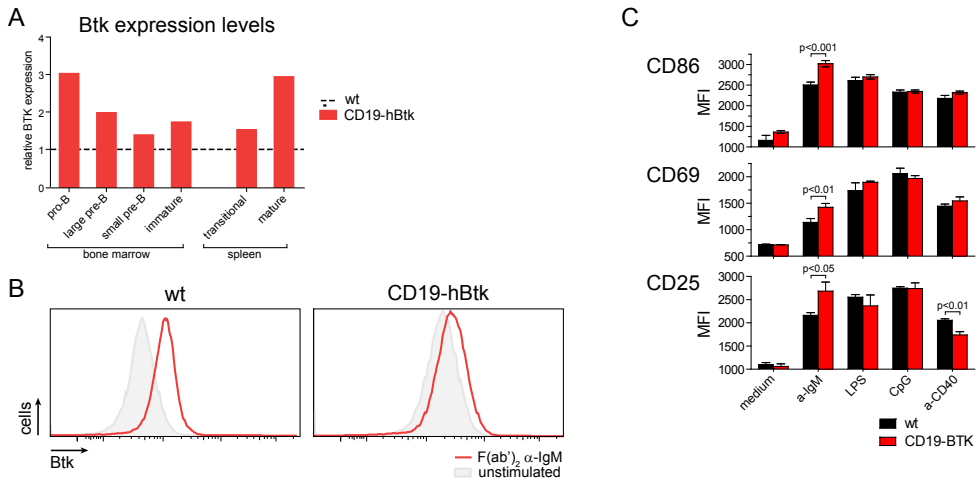 A
Btk expression levels
relative BTK expression
4
3
2
1
0
pro-B
large pre-B
small pre-B
immature
transitional
mature
bone marrow
spleen
wt
CD19-hBtk
B
wt
CD19-hBtk
cells
Btk
F(ab')₂ α-IgM
unstimulated
C
CD86
MFI
3000
2500
2000
1500
1000
p<0.001
CD69
MFI
2500
2000
1500
1000
500
p<0.01
CD25
MFI
3000
2500
2000
1500
1000
p<0.05
p<0.01
medium
a-IgM
LPS
CpG
a-CD40
wt
CD19-BTK